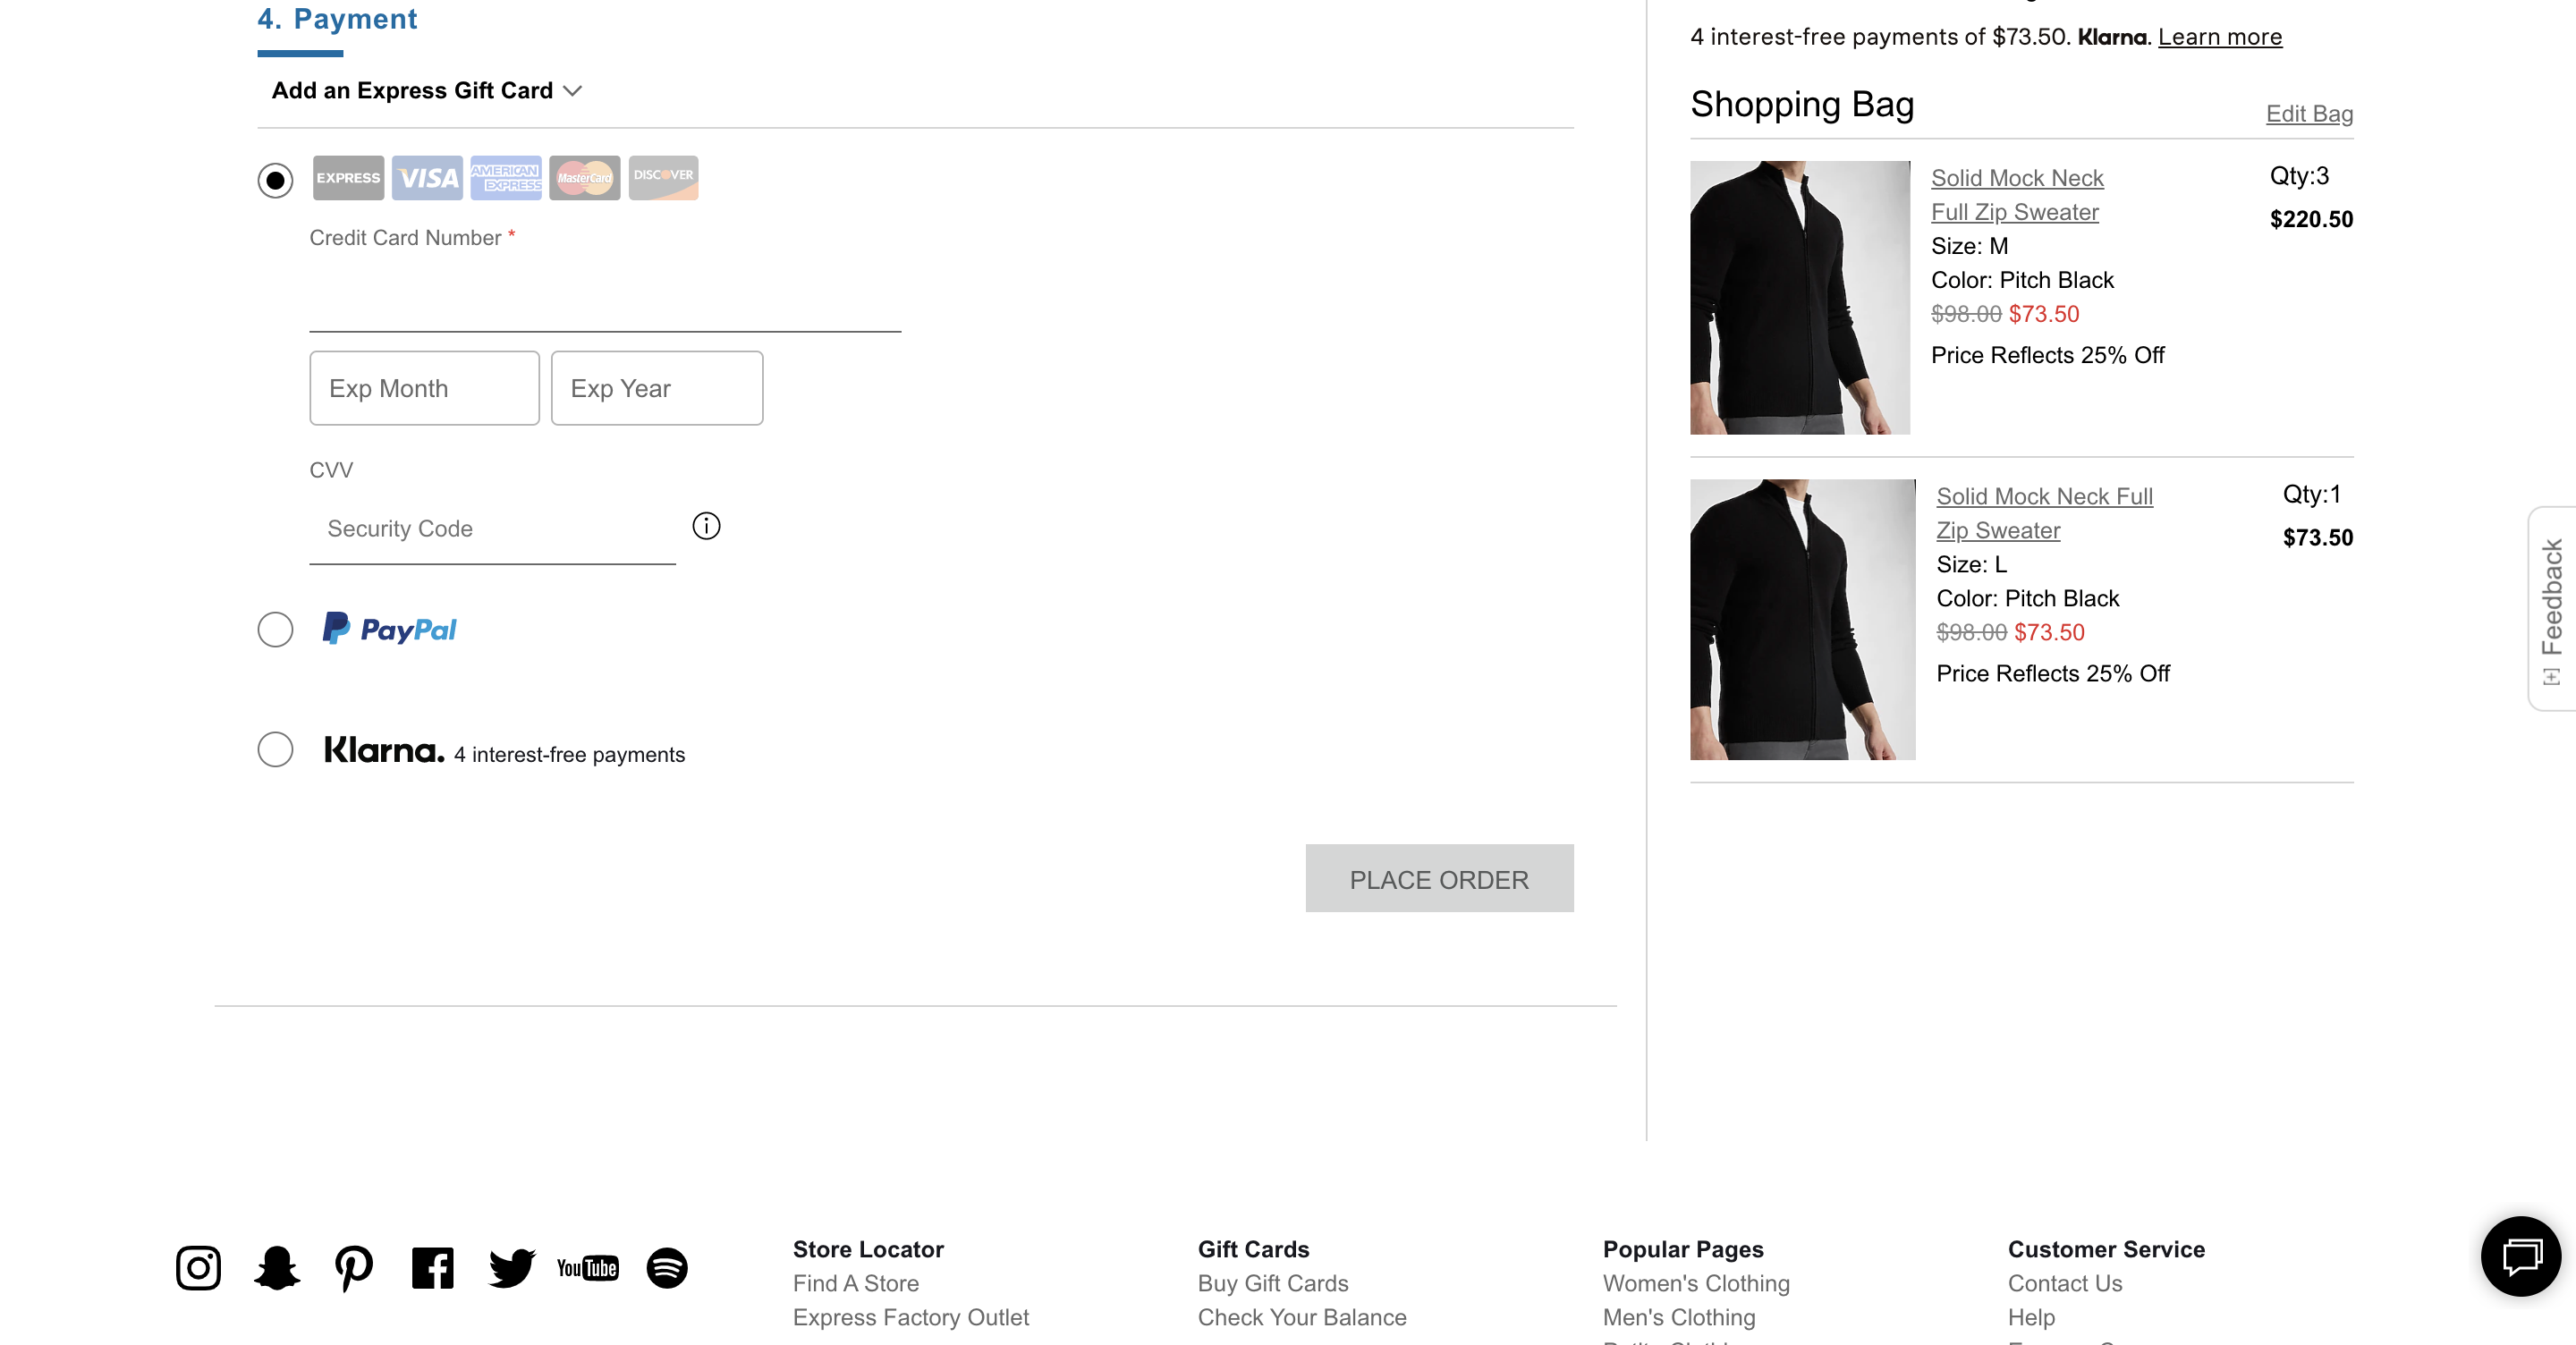 4. Payment
Add an Express Gift Card
EXPRESS VISA AMERICAN EXPRESS MasterCard DISCOVER
Credit Card Number *
Exp Month Exp Year
CVV
Security Code
PayPal
Klarna. 4 interest-free payments
PLACE ORDER
4 interest-free payments of $73.50. Klarna. Learn more
Shopping Bag Edit Bag
Solid Mock Neck
Full Zip Sweater
Size: M
Color: Pitch Black
$98.00 $73.50
Price Reflects 25% Off
Qty:3
$220.50
Solid Mock Neck Full
Zip Sweater
Size: L
Color: Pitch Black
$98.00 $73.50
Price Reflects 25% Off
Qty:1
$73.50
[+] Feedback
YouTube
Store Locator
Find A Store
Express Factory Outlet
Gift Cards
Buy Gift Cards
Check Your Balance
Popular Pages
Women's Clothing
Men's Clothing
Customer Service
Contact Us
Help